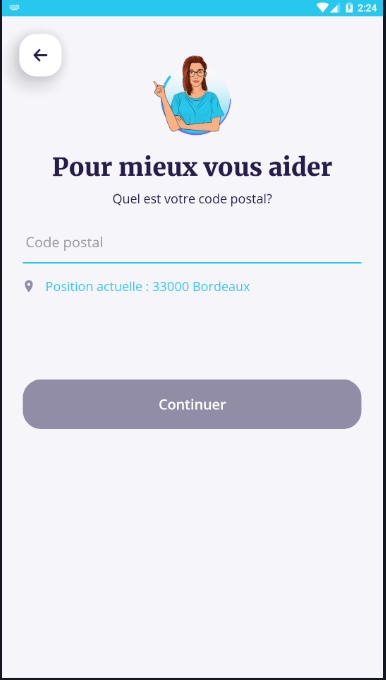 2:24
Pour mieux vous aider
Quel est votre code postal?
Code postal
Position actuelle : 33000 Bordeaux
Continuer